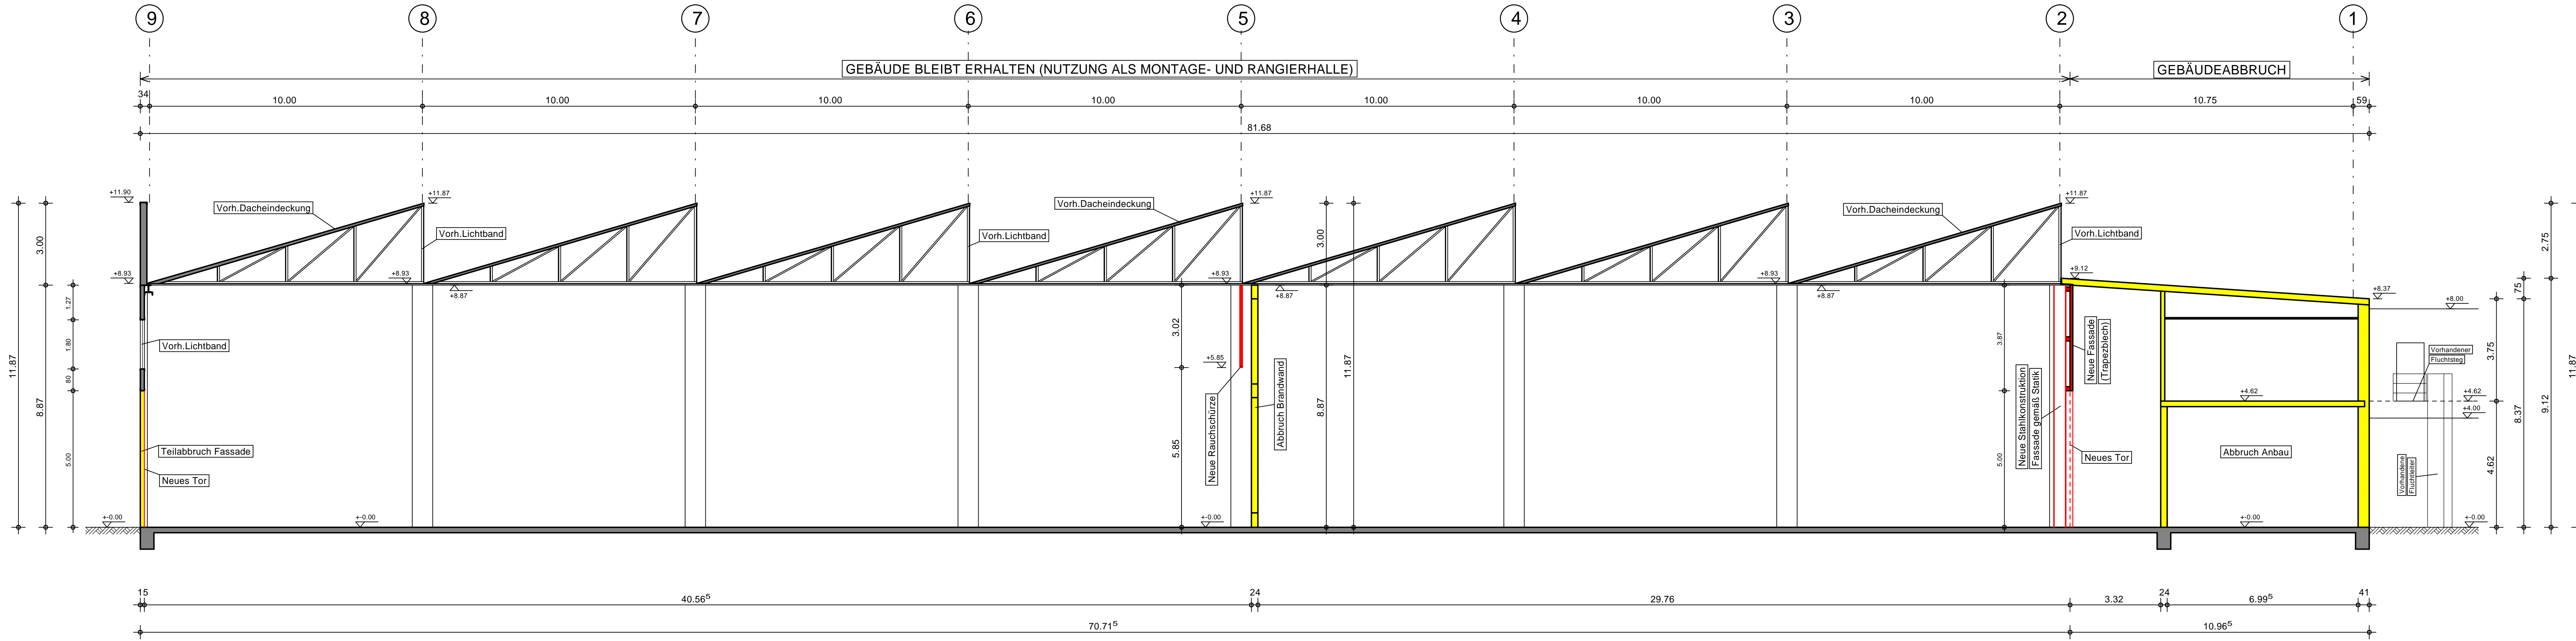 9 8 7 6 5 4 3 2 1
GEBÄUDE BLEIBT ERHALTEN (NUTZUNG ALS MONTAGE- UND RANGIERHALLE)
GEBÄUDEABBRUCH
34 10.00 10.00 10.00 10.00 10.00 10.00 10.00 10.75 59
81.68
+11.90 +11.87 +11.87 +11.87
Vorh.Dacheindeckung
Vorh.Dacheindeckung
Vorh.Dacheindeckung
Vorh.Lichtband
Vorh.Lichtband
Vorh.Lichtband
+8.93 +8.93 +8.93 +8.93
+8.87 +8.87 +8.87
+9.12
+8.37
+8.00
11.87
3.00
8.87
1.27
1.80
80
5.00
Vorh.Lichtband
Teilabbruch Fassade
Neues Tor
3.02
+5.85
5.85
Neue Rauchschürze
Abbruch Brandwand
3.00
8.87
11.87
3.87
5.00
Neue Stahlkonstruktion
Fassade gemäß Statik
Neue Fassade
(Trapezblech)
Neues Tor
+4.62
Abbruch Anbau
Vorhandener
Fluchtsteg
+4.62
+4.00
Vorhandene
Fluchtleiter
3.75
4.62
75
8.37
2.75
9.12
11.87
+-0.00 +-0.00 +-0.00 +-0.00 +-0.00
15 40.56⁵ 24 29.76 3.32 24 6.99⁵ 41
70.71⁵ 10.96⁵